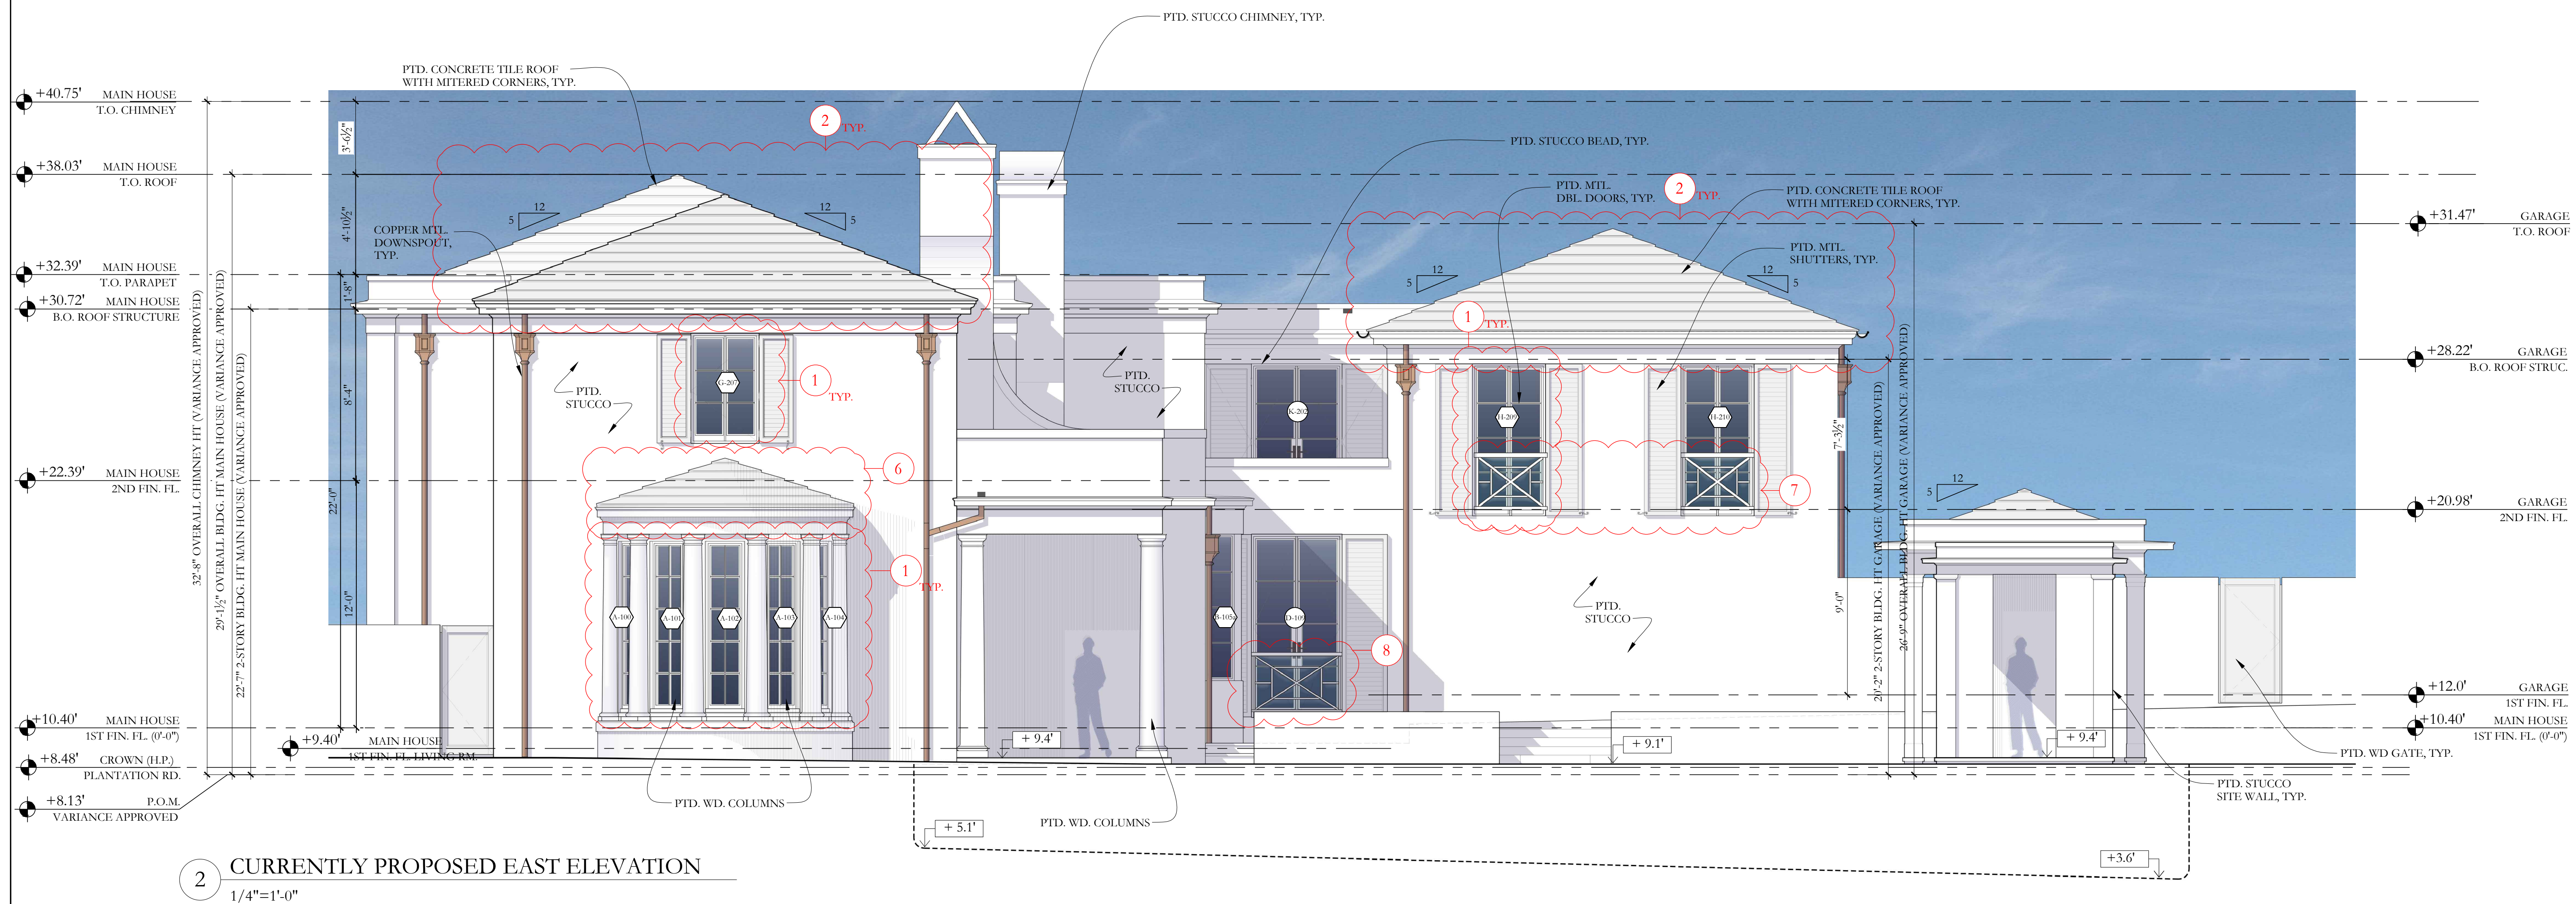 PTD. STUCCO CHIMNEY, TYP.
PTD. CONCRETE TILE ROOF
WITH MITERED CORNERS, TYP.
+40.75' MAIN HOUSE
T.O. CHIMNEY
2
TYP.
3'-6½"
PTD. STUCCO BEAD, TYP.
+38.03' MAIN HOUSE
T.O. ROOF
PTD. MTL.
DBL. DOORS, TYP.
2
TYP.
PTD. CONCRETE TILE ROOF
WITH MITERED CORNERS, TYP.
12
5
12
5
4'-10½"
+31.47' GARAGE
T.O. ROOF
COPPER MTL.
DOWNSPOUT,
TYP.
PTD. MTL.
SHUTTERS, TYP.
+32.39' MAIN HOUSE
T.O. PARAPET
12
5
12
5
1'-8"
+30.72' MAIN HOUSE
B.O. ROOF STRUCTURE
1
TYP.
+28.22' GARAGE
B.O. ROOF STRUC.
32'-8" OVERALL CHIMNEY HT (VARIANCE APPROVED)
29'-1½" OVERALL BLDG. HT MAIN HOUSE (VARIANCE APPROVED)
22'-7" 2-STORY BLDG. HT MAIN HOUSE (VARIANCE APPROVED)
8'-4"
PTD.
STUCCO
G-207
1
TYP.
PTD.
STUCCO
K-202
H-209
H-210
7'-3½"
20'-2" 2-STORY BLDG. HT GARAGE (VARIANCE APPROVED)
26'-9" OVERALL BLDG. HT GARAGE (VARIANCE APPROVED)
+22.39' MAIN HOUSE
2ND FIN. FL.
22'-0"
6
7
12
5
+20.98' GARAGE
2ND FIN. FL.
1
TYP.
12'-0"
9'-0"
A-100
A-101
A-102
A-103
A-104
B-105a
D-109
PTD.
STUCCO
8
+12.0' GARAGE
1ST FIN. FL.
+10.40' MAIN HOUSE
1ST FIN. FL. (0'-0")
+10.40' MAIN HOUSE
1ST FIN. FL. (0'-0")
+9.40' MAIN HOUSE
1ST FIN. FL. LIVING RM.
+ 9.4'
+ 9.1'
+ 9.4'
PTD. WD GATE, TYP.
+8.48' CROWN (H.P.)
PLANTATION RD.
+8.13' P.O.M.
VARIANCE APPROVED
PTD. WD. COLUMNS
PTD. WD. COLUMNS
PTD. STUCCO
SITE WALL, TYP.
+ 5.1'
+3.6'
2 CURRENTLY PROPOSED EAST ELEVATION
1/4"=1'-0"